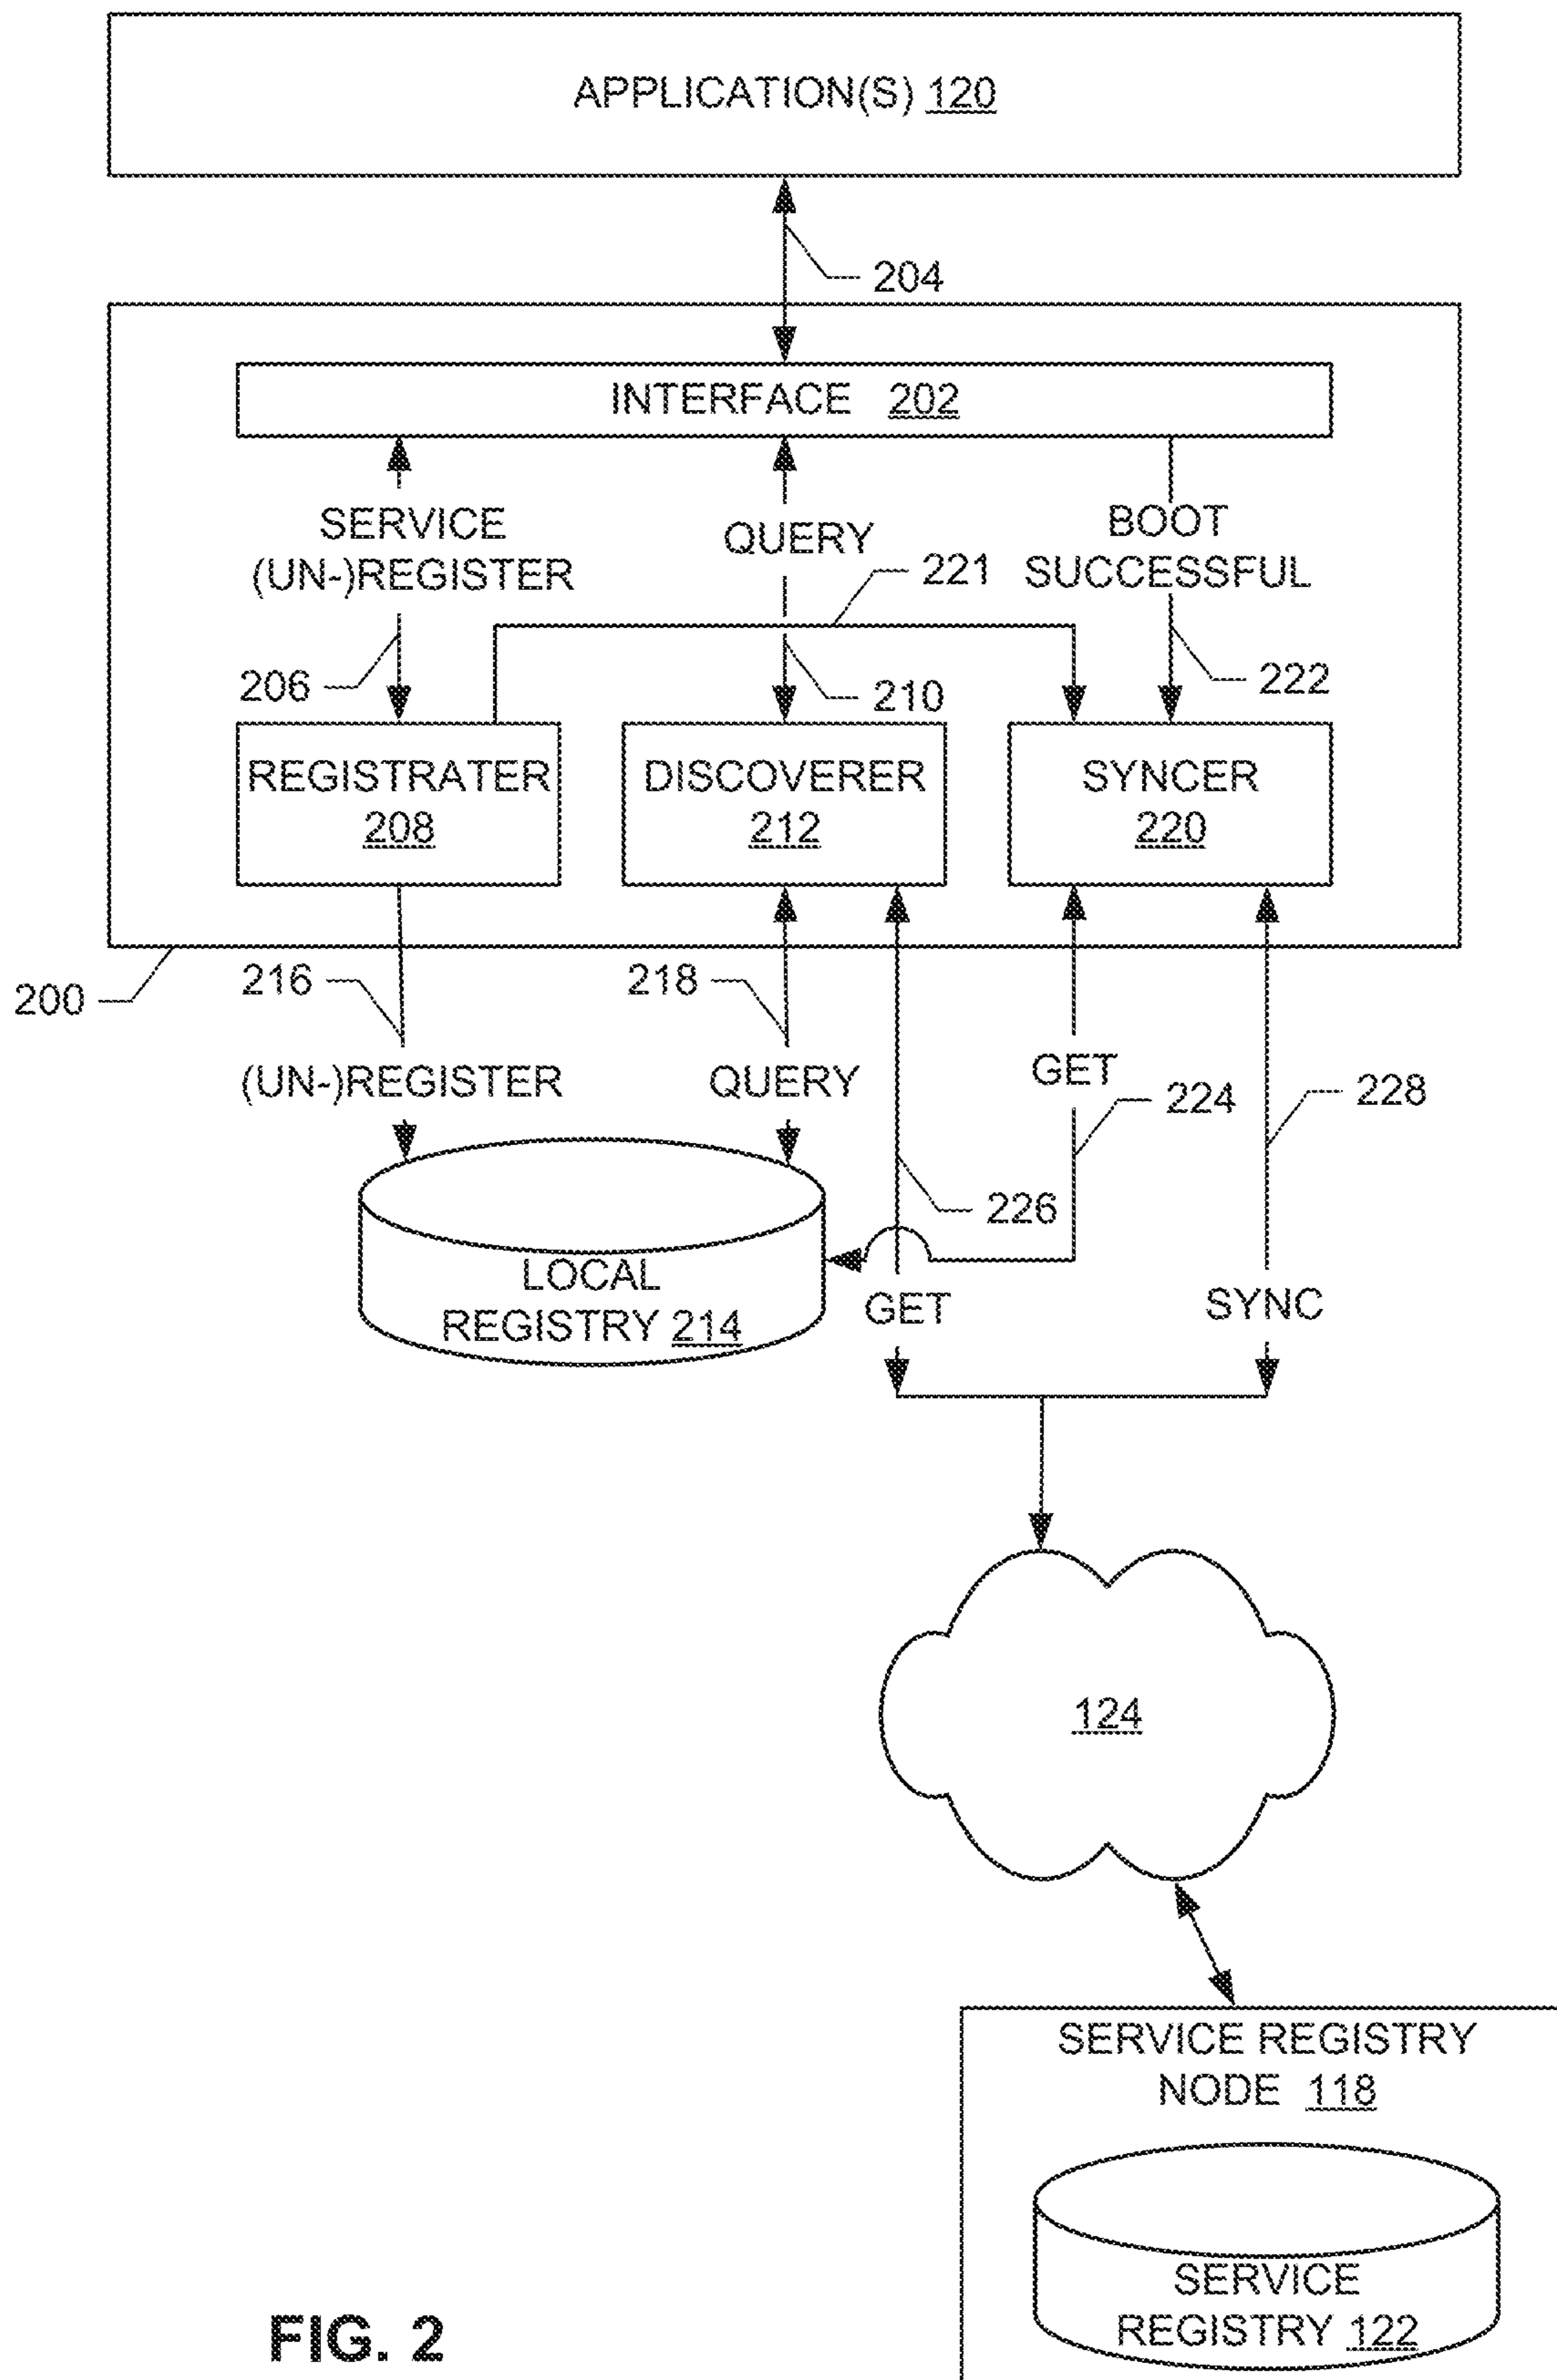 APPLICATION(S) 120
204
INTERFACE 202
SERVICE
(UN-)REGISTER
QUERY
BOOT
SUCCESSFUL
221
206
210
222
REGISTRATER
208
DISCOVERER
212
SYNCER
220
200
216
218
(UN-)REGISTER
QUERY
GET
224
228
226
LOCAL
REGISTRY 214
GET
SYNC
124
SERVICE REGISTRY
NODE 118
SERVICE
REGISTRY 122
FIG. 2